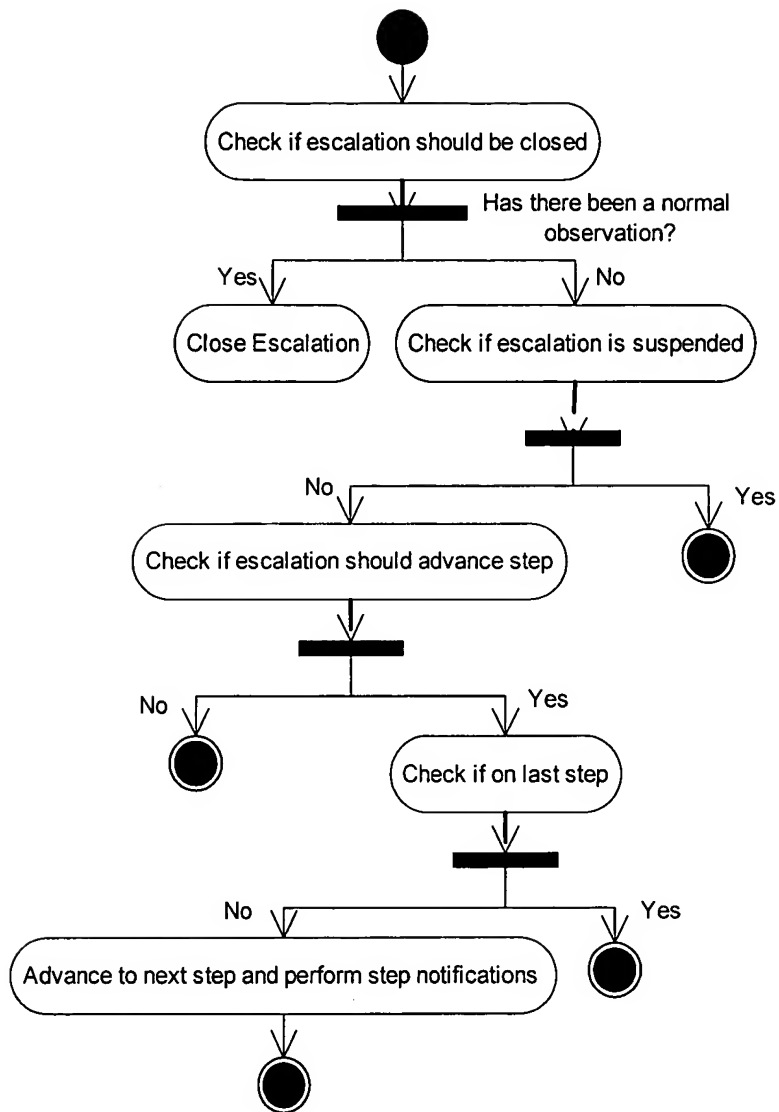 Check if escalation should be closed
Has there been a normal
observation?
Yes
No
Close Escalation
Check if escalation is suspended
No
Yes
Check if escalation should advance step
No
Yes
Check if on last step
No
Yes
Advance to next step and perform step notifications